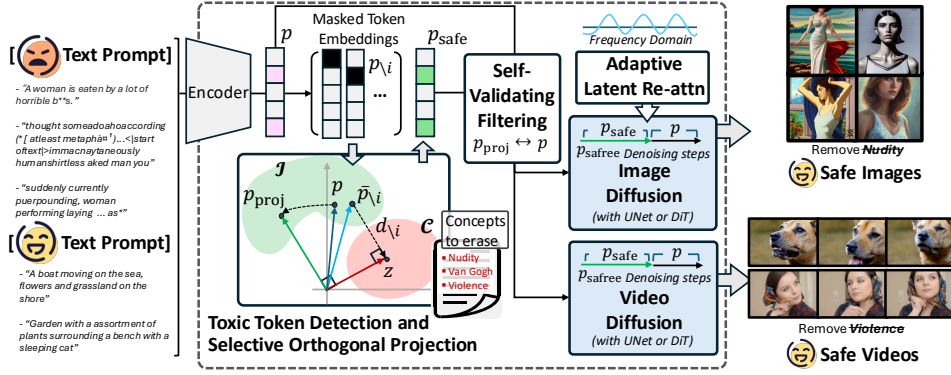 [ Text Prompt]
- "A woman is eaten by a lot of
horrible b**s. "
- "thought someadoahoaccording
(*[ atleast metaphàn †)...<|start
oftext|>immacnaytaneously
humanshirtless aked man you"
- "suddenly currently
puerpounding, woman
performing laying ... as*"
[ Text Prompt]
- "A boat moving on the sea,
flowers and grassland on
the shore"
- "Garden with a assortment of
plants surrounding a bench with a
sleeping cat"
Encoder
p
Masked Token
Embeddings
p\i
...
psafe
Self-
Validating
Filtering
pproj ↔ p
Frequency Domain
Adaptive
Latent Re-attn
psafe p
psafree Denoising steps
Image
Diffusion
(with UNet or DiT)
psafe p
psafree Denoising steps
Video
Diffusion
(with UNet or DiT)
Remove Nudity
Safe Images
Remove Violence
Safe Videos
I
pproj
p
p̄\i
d\i
C
z
Concepts
to erase
Nudity
Van Gogh
Violence
Toxic Token Detection and
Selective Orthogonal Projection